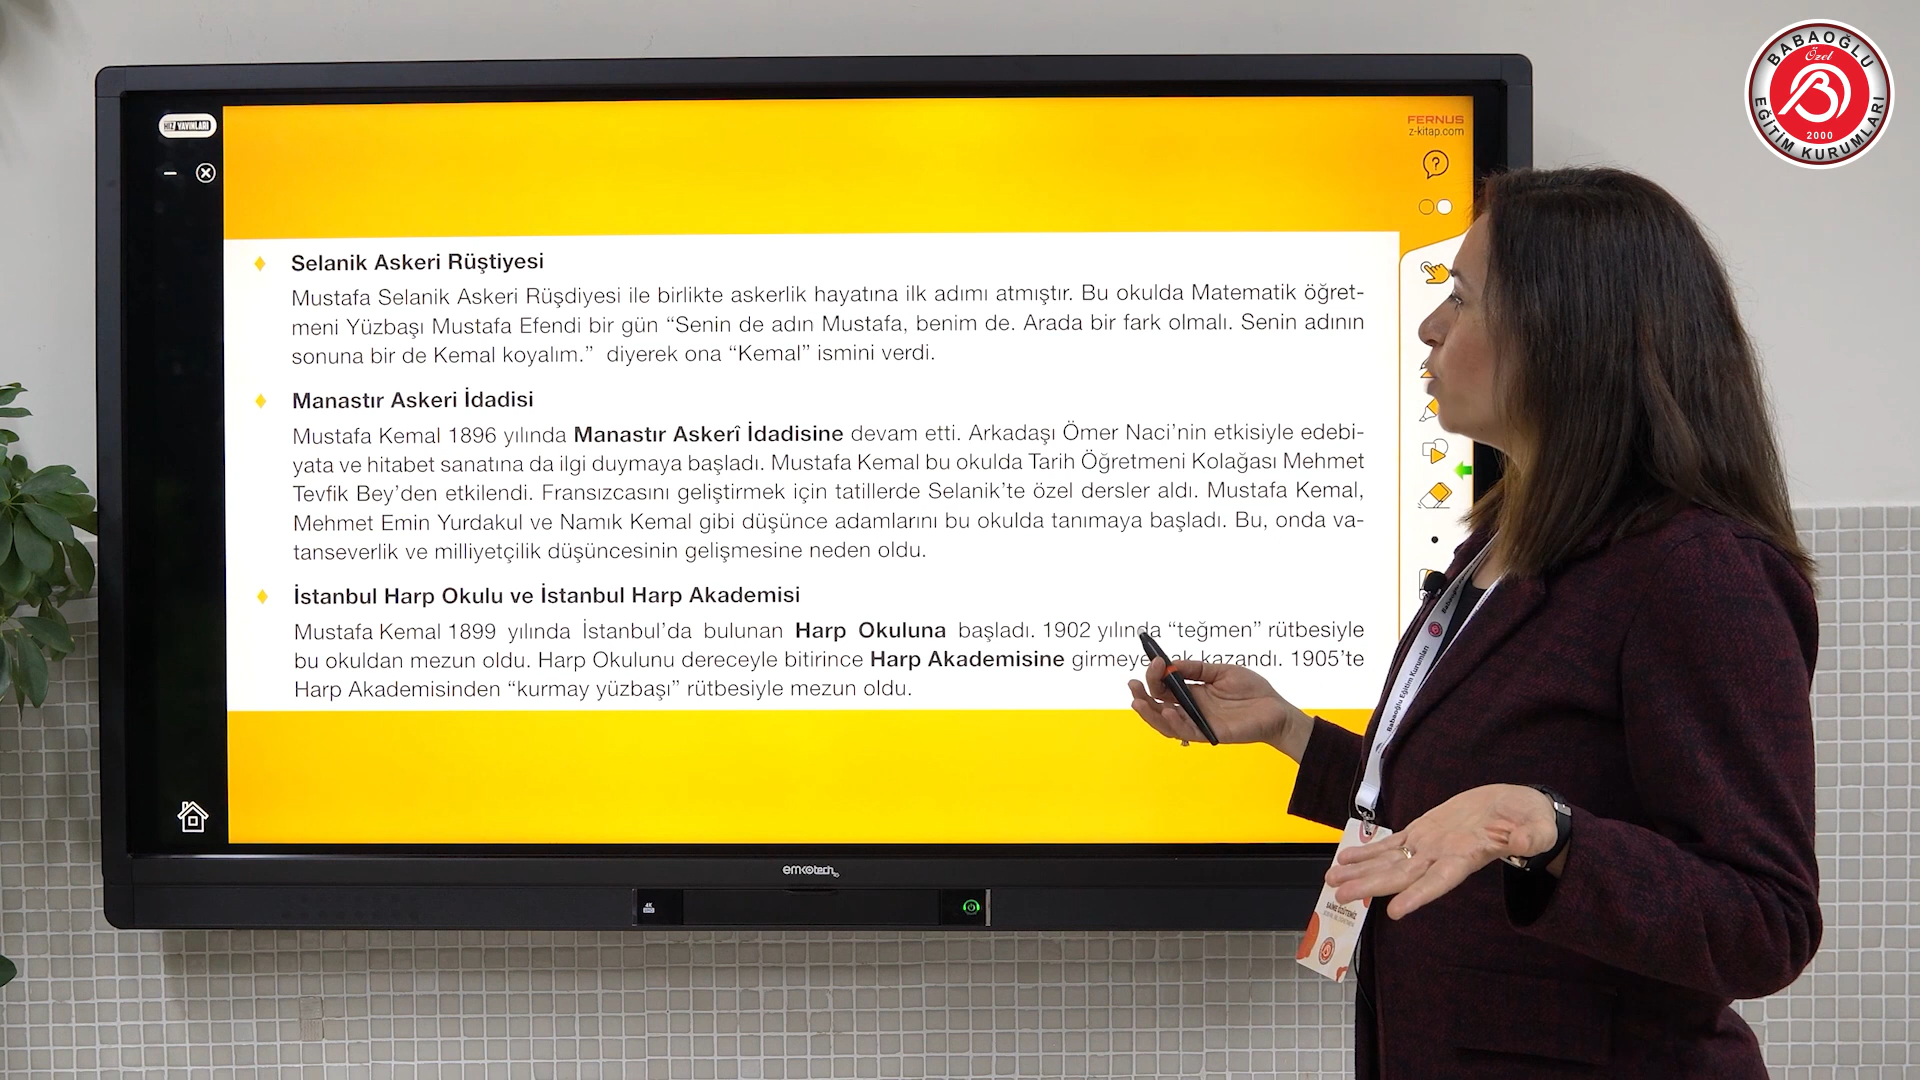 BABAOĞLU
Özel
B
2000
EĞİTİM KURUMLARI
HIZ YAYINLARI
FERNUS
z-kitap.com
Selanik Askeri Rüştiyesi
Mustafa Selanik Askeri Rüşdiyesi ile birlikte askerlik hayatına ilk adımı atmıştır. Bu okulda Matematik öğret-
meni Yüzbaşı Mustafa Efendi bir gün “Senin de adın Mustafa, benim de. Arada bir fark olmalı. Senin adının
sonuna bir de Kemal koyalım.” diyerek ona “Kemal” ismini verdi.
Manastır Askeri İdadisi
Mustafa Kemal 1896 yılında Manastır Askerî İdadisine devam etti. Arkadaşı Ömer Naci’nin etkisiyle edebi-
yata ve hitabet sanatına da ilgi duymaya başladı. Mustafa Kemal bu okulda Tarih Öğretmeni Kolağası Mehmet
Tevfik Bey’den etkilendi. Fransızcasını geliştirmek için tatillerde Selanik’te özel dersler aldı. Mustafa Kemal,
Mehmet Emin Yurdakul ve Namık Kemal gibi düşünce adamlarını bu okulda tanımaya başladı. Bu, onda va-
tanseverlik ve milliyetçilik düşüncesinin gelişmesine neden oldu.
İstanbul Harp Okulu ve İstanbul Harp Akademisi
Mustafa Kemal 1899 yılında İstanbul’da bulunan Harp Okuluna başladı. 1902 yılında “teğmen” rütbesiyle
bu okuldan mezun oldu. Harp Okulunu dereceyle bitirince Harp Akademisine girmeye kazandı. 1905’te
Harp Akademisinden “kurmay yüzbaşı” rütbesiyle mezun oldu.
emkotech
4K
Babaoğlu Eğitim Kurumları